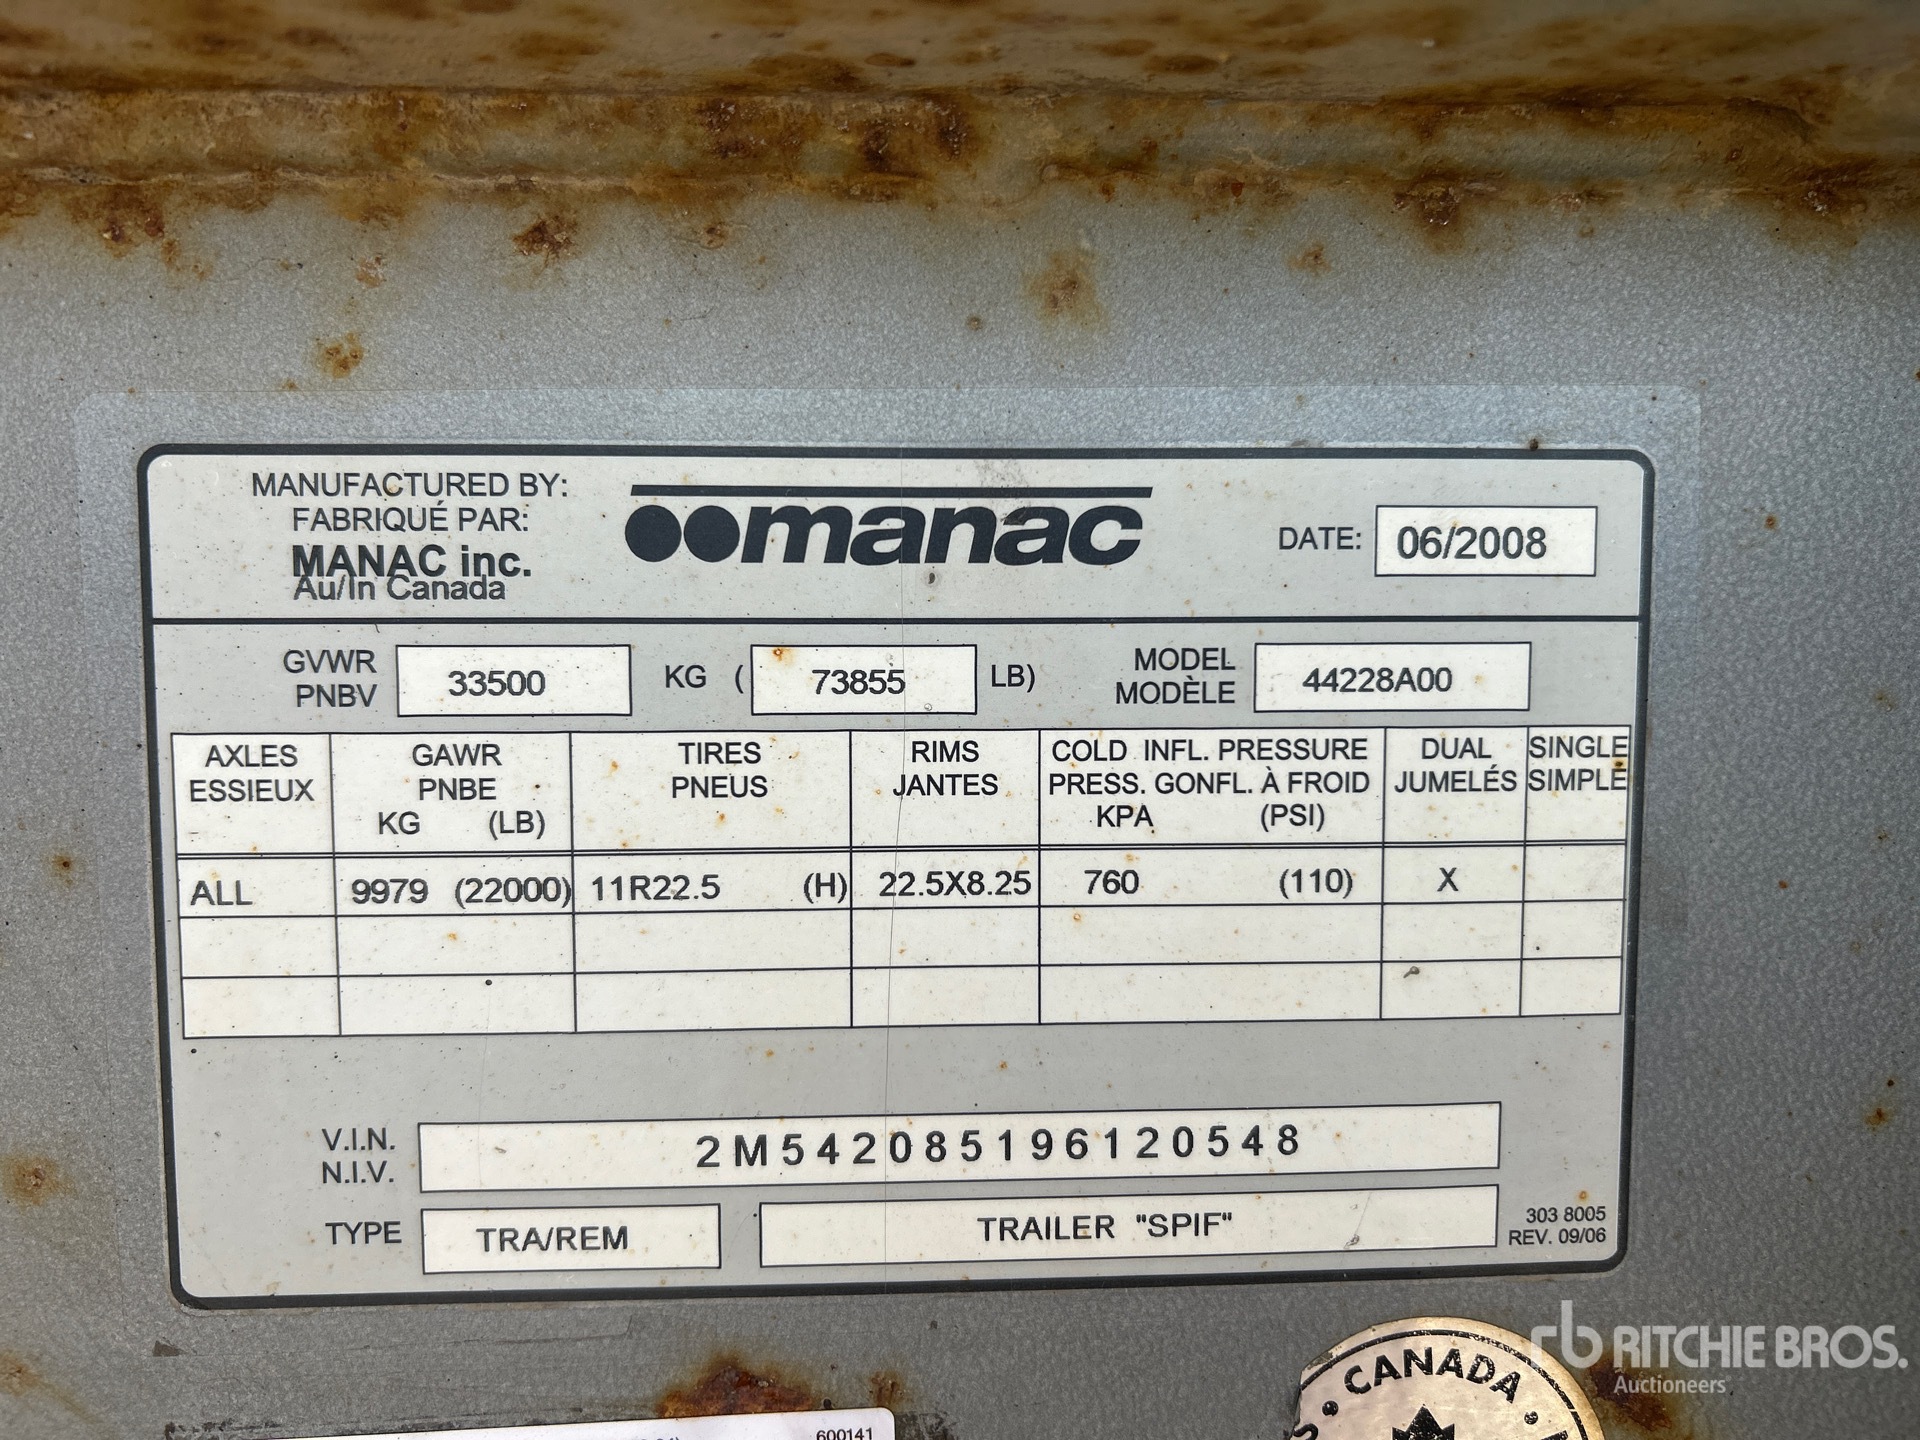 MANUFACTURED BY:
FABRIQUÉ PAR:
MANAC inc.
Au/In Canada
manac
DATE: 06/2008
GVWR
PNBV
33500 KG ( 73855 LB)
MODEL
MODÈLE
44228A00
AXLES
ESSIEUX
GAWR
PNBE
KG (LB)
TIRES
PNEUS
RIMS
JANTES
COLD INFL. PRESSURE
PRESS. GONFL. À FROID
KPA (PSI)
DUAL
JUMELÉS
SINGLE
SIMPLE
ALL 9979 (22000) 11R22.5 (H) 22.5X8.25 760 (110) X
V.I.N.
N.I.V.
2M542085196120548
TYPE TRA/REM TRAILER "SPIF"
303 8005
REV. 09/06
CANADA
600141
rb RITCHIE BROS.
Auctioneers